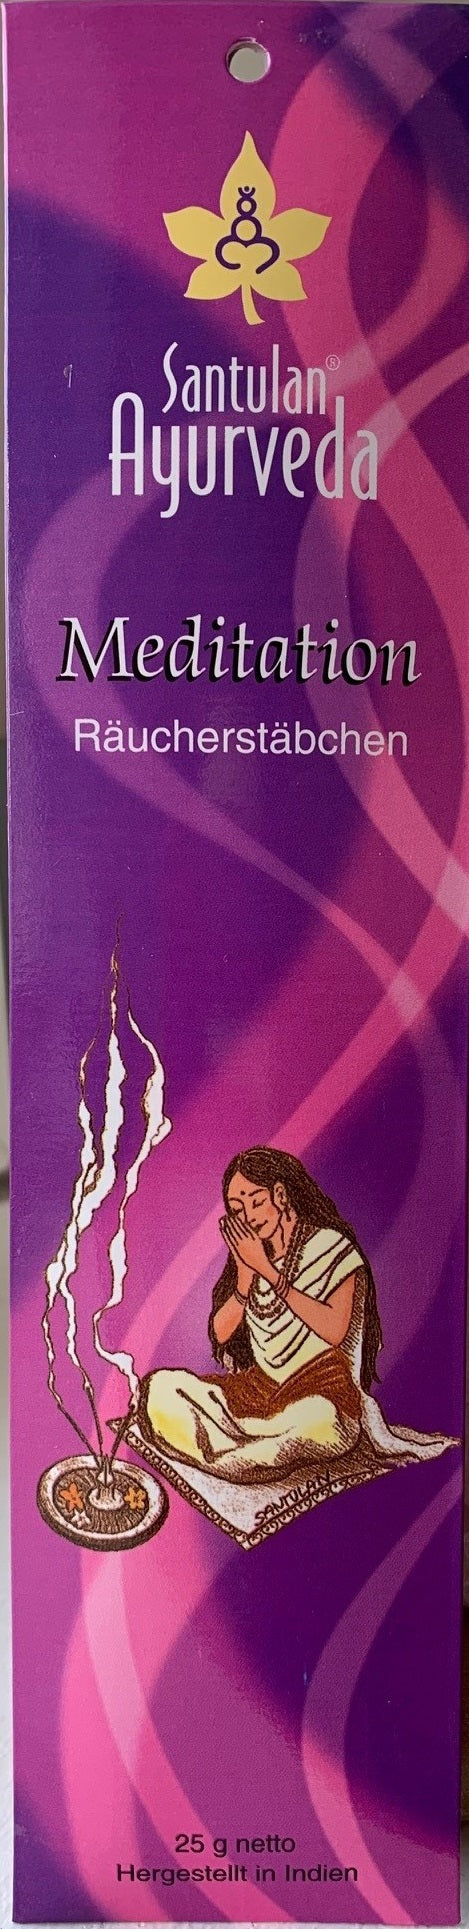 Santulan®
Ayurveda
Meditation
Räucherstäbchen
SANTULAN
25 g netto
Hergestellt in Indien